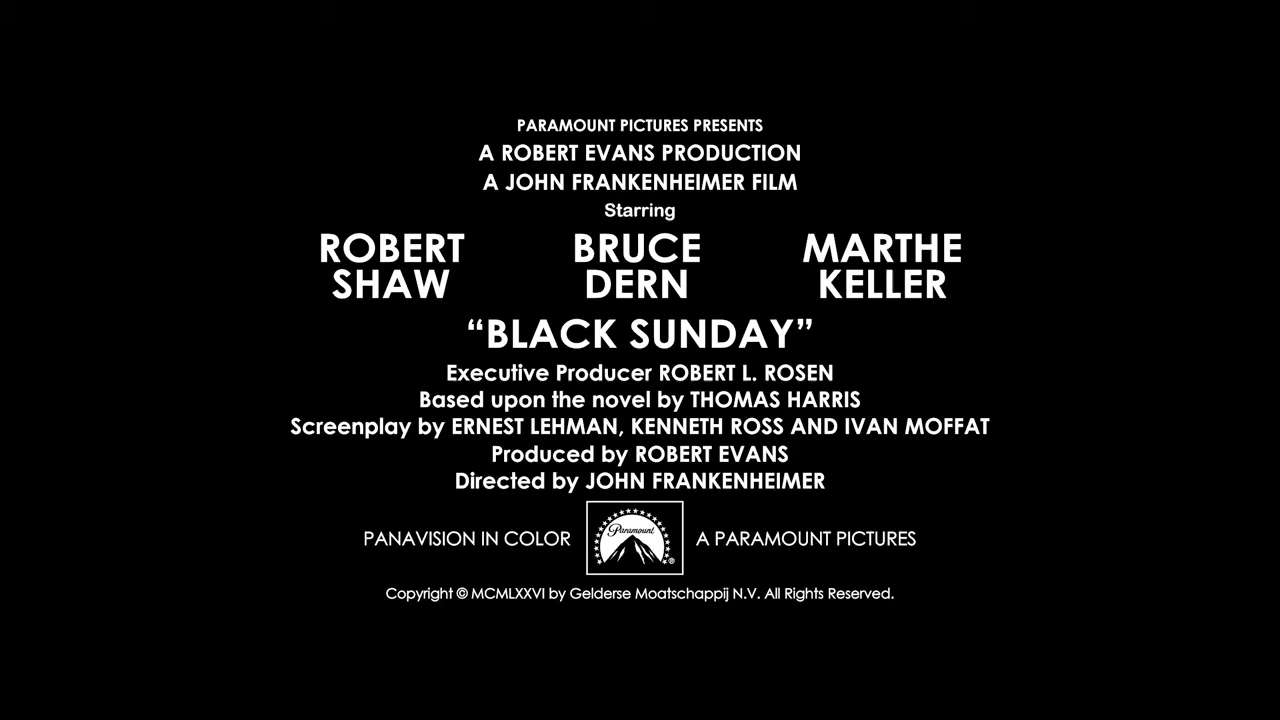 PARAMOUNT PICTURES PRESENTS
A ROBERT EVANS PRODUCTION
A JOHN FRANKENHEIMER FILM
Starring
ROBERT SHAW
BRUCE DERN
MARTHE KELLER
“BLACK SUNDAY”
Executive Producer ROBERT L. ROSEN
Based upon the novel by THOMAS HARRIS
Screenplay by ERNEST LEHMAN, KENNETH ROSS AND IVAN MOFFAT
Produced by ROBERT EVANS
Directed by JOHN FRANKENHEIMER
PANAVISION IN COLOR
Paramount ®
A PARAMOUNT PICTURES
Copyright © MCMLXXVI by Gelderse Moatschappij N.V. All Rights Reserved.